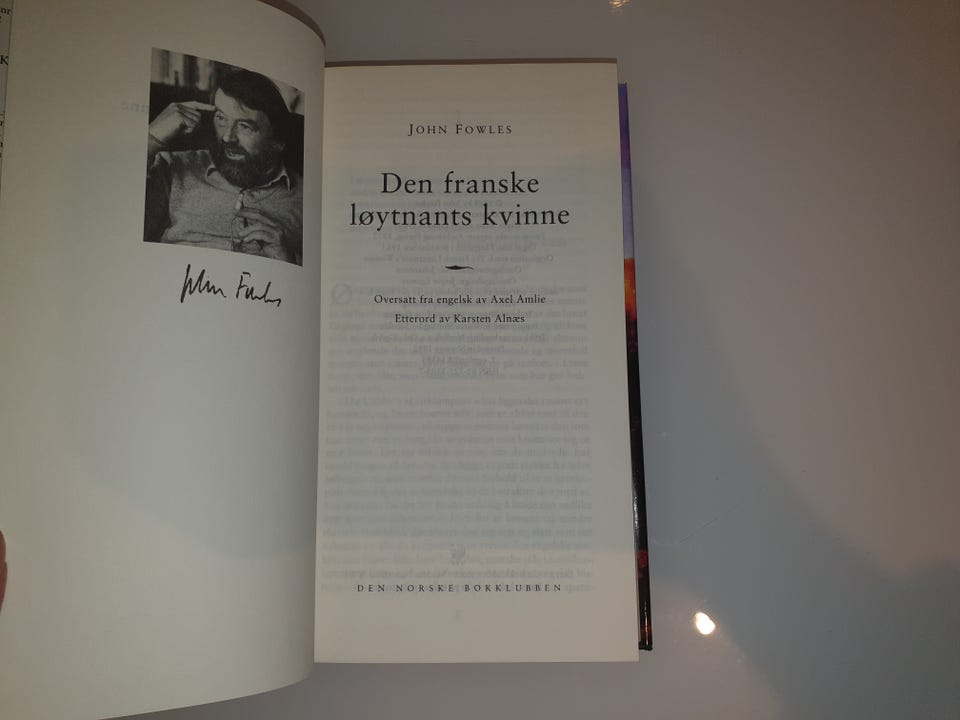 John Fowles
JOHN FOWLES
Den franske
løytnants kvinne
Oversatt fra engelsk av Axel Amlie
Etterord av Karsten Alnæs
DEN NORSKE BOKKLUBBEN